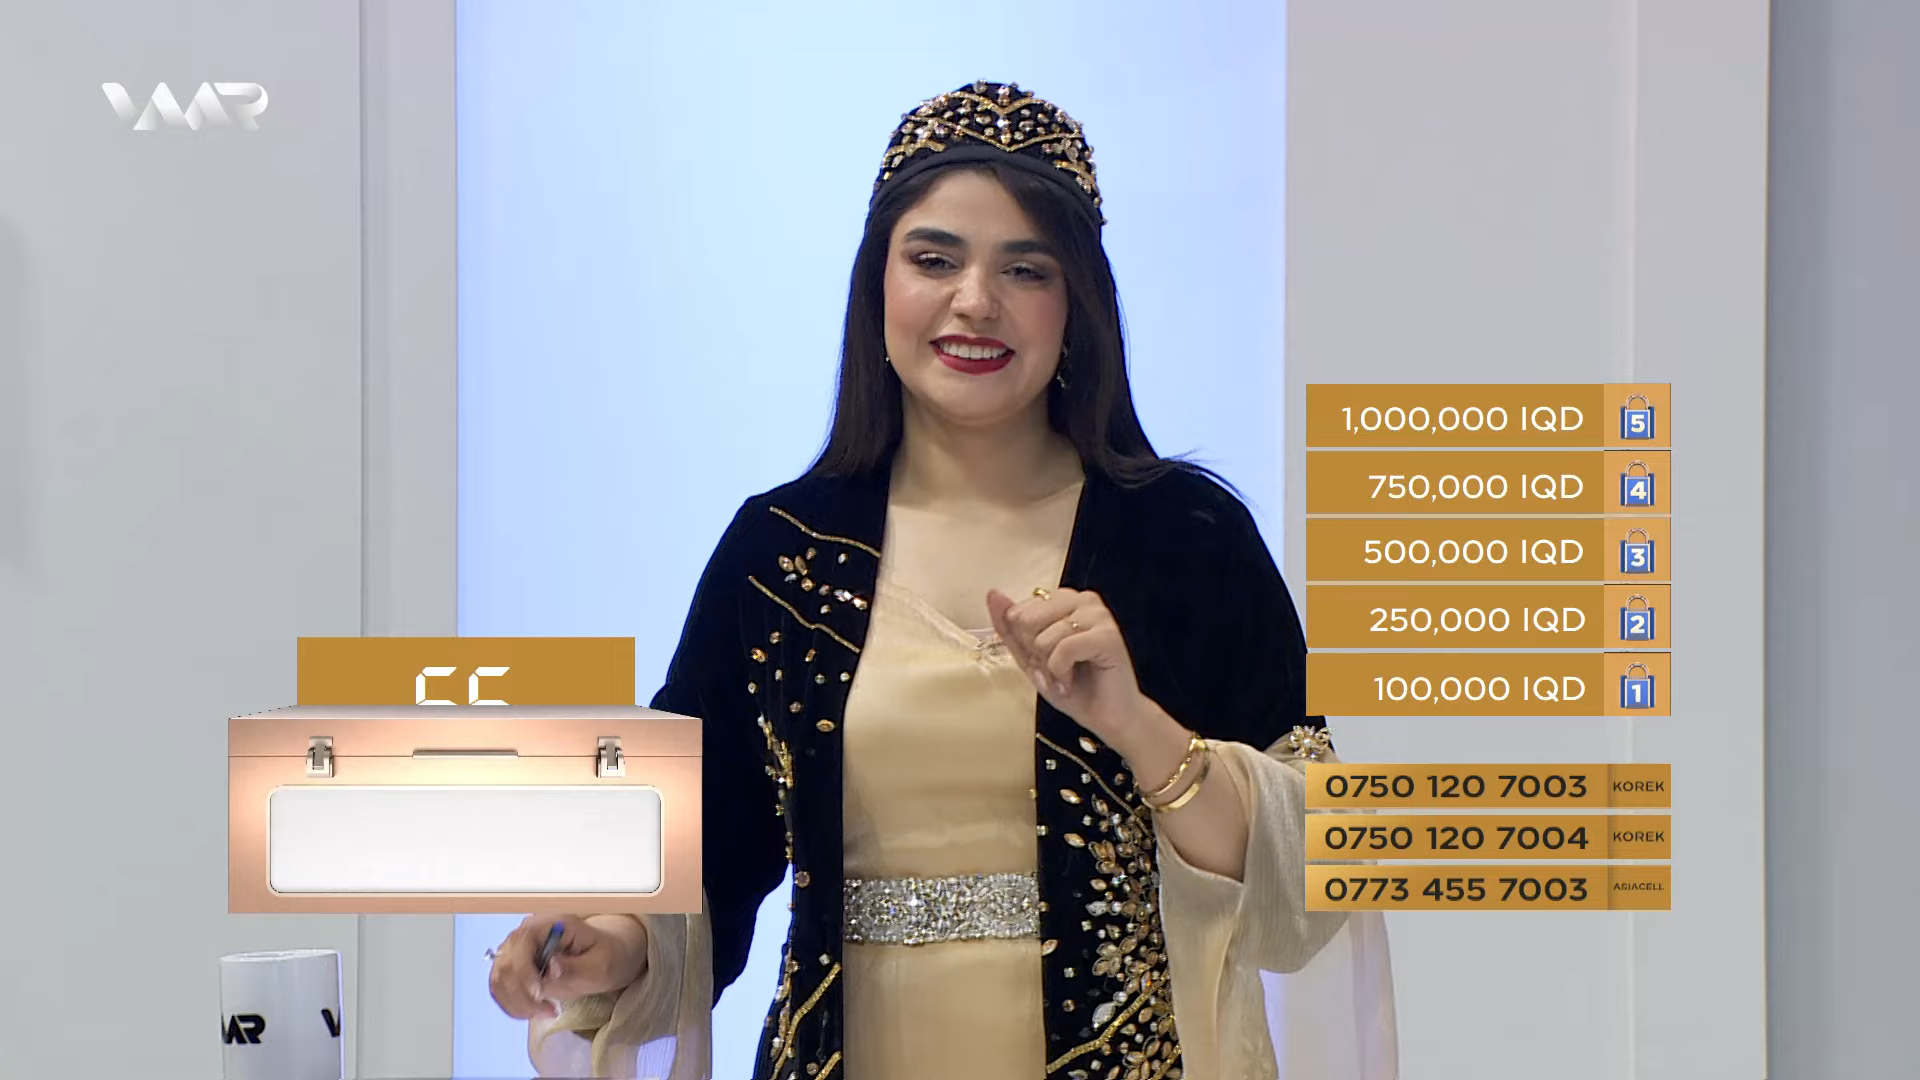 VAAR
1,000,000 IQD 5
750,000 IQD 4
500,000 IQD 3
250,000 IQD 2
100,000 IQD 1
0750 120 7003 KOREK
0750 120 7004 KOREK
0773 455 7003 ASIACELL